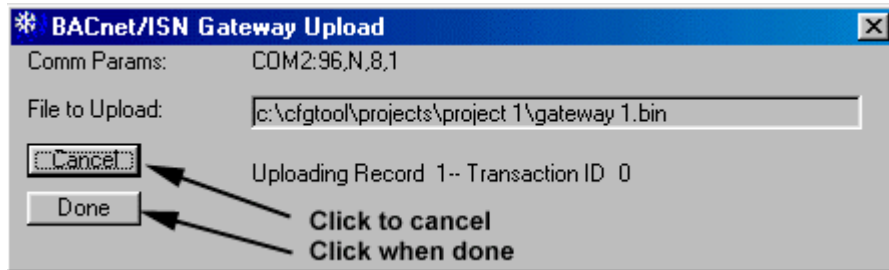 BACnet/ISN Gateway Upload
Comm Params: COM2:96,N,8,1
File to Upload: c:\cfgtool\projects\project 1\gateway 1.bin
Cancel
Uploading Record 1-- Transaction ID 0
Done
Click to cancel
Click when done